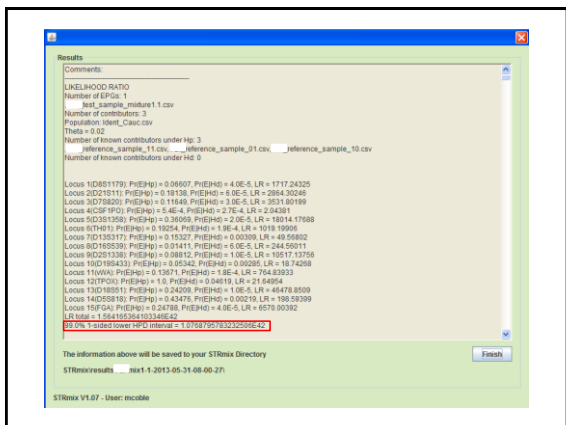 Results
Comments:
LIKELIHOOD RATIO
Number of EPGs: 1
test_sample_mixture1.1.csv
Number of contributors: 3
Population: Ident_Cauc.csv
Theta = 0.02
Number of known contributors under Hp: 3
_reference_sample_11.csv, _reference_sample_01.csv, _reference_sample_10.csv
Number of known contributors under Hd: 0
Locus 1(D8S1179): Pr(E|Hp) = 0.06607, Pr(E|Hd) = 4.0E-5, LR = 1717.24325
Locus 2(D21S11): Pr(E|Hp) = 0.18138, Pr(E|Hd) = 6.0E-5, LR = 2864.30246
Locus 3(D7S820): Pr(E|Hp) = 0.11649, Pr(E|Hd) = 3.0E-5, LR = 3531.80199
Locus 4(CSF1PO): Pr(E|Hp) = 5.4E-4, Pr(E|Hd) = 2.7E-4, LR = 2.04381
Locus 5(D3S1358): Pr(E|Hp) = 0.36069, Pr(E|Hd) = 2.0E-5, LR = 18014.17688
Locus 6(TH01): Pr(E|Hp) = 0.19254, Pr(E|Hd) = 1.9E-4, LR = 1019.19906
Locus 7(D13S317): Pr(E|Hp) = 0.15327, Pr(E|Hd) = 0.00309, LR = 49.56802
Locus 8(D16S539): Pr(E|Hp) = 0.01411, Pr(E|Hd) = 6.0E-5, LR = 244.56011
Locus 9(D2S1338): Pr(E|Hp) = 0.08812, Pr(E|Hd) = 1.0E-5, LR = 10517.13756
Locus 10(D19S433): Pr(E|Hp) = 0.05342, Pr(E|Hd) = 0.00285, LR = 18.74268
Locus 11(vWA): Pr(E|Hp) = 0.13671, Pr(E|Hd) = 1.8E-4, LR = 764.83933
Locus 12(TPOX): Pr(E|Hp) = 1.0, Pr(E|Hd) = 0.04619, LR = 21.64954
Locus 13(D18S51): Pr(E|Hp) = 0.24209, Pr(E|Hd) = 1.0E-5, LR = 46478.8509
Locus 14(D5S818): Pr(E|Hp) = 0.43476, Pr(E|Hd) = 0.00219, LR = 198.59399
Locus 15(FGA): Pr(E|Hp) = 0.24788, Pr(E|Hd) = 4.0E-5, LR = 6570.00392
LR total = 1.564165364103346E42
99.0% 1-sided lower HPD interval = 1.0768795783232506E42
The information above will be saved to your STRmix Directory
Finish
STRmix\results mix1-1-2013-05-31-08-00-27\
STRmix V1.07 - User: mcoble